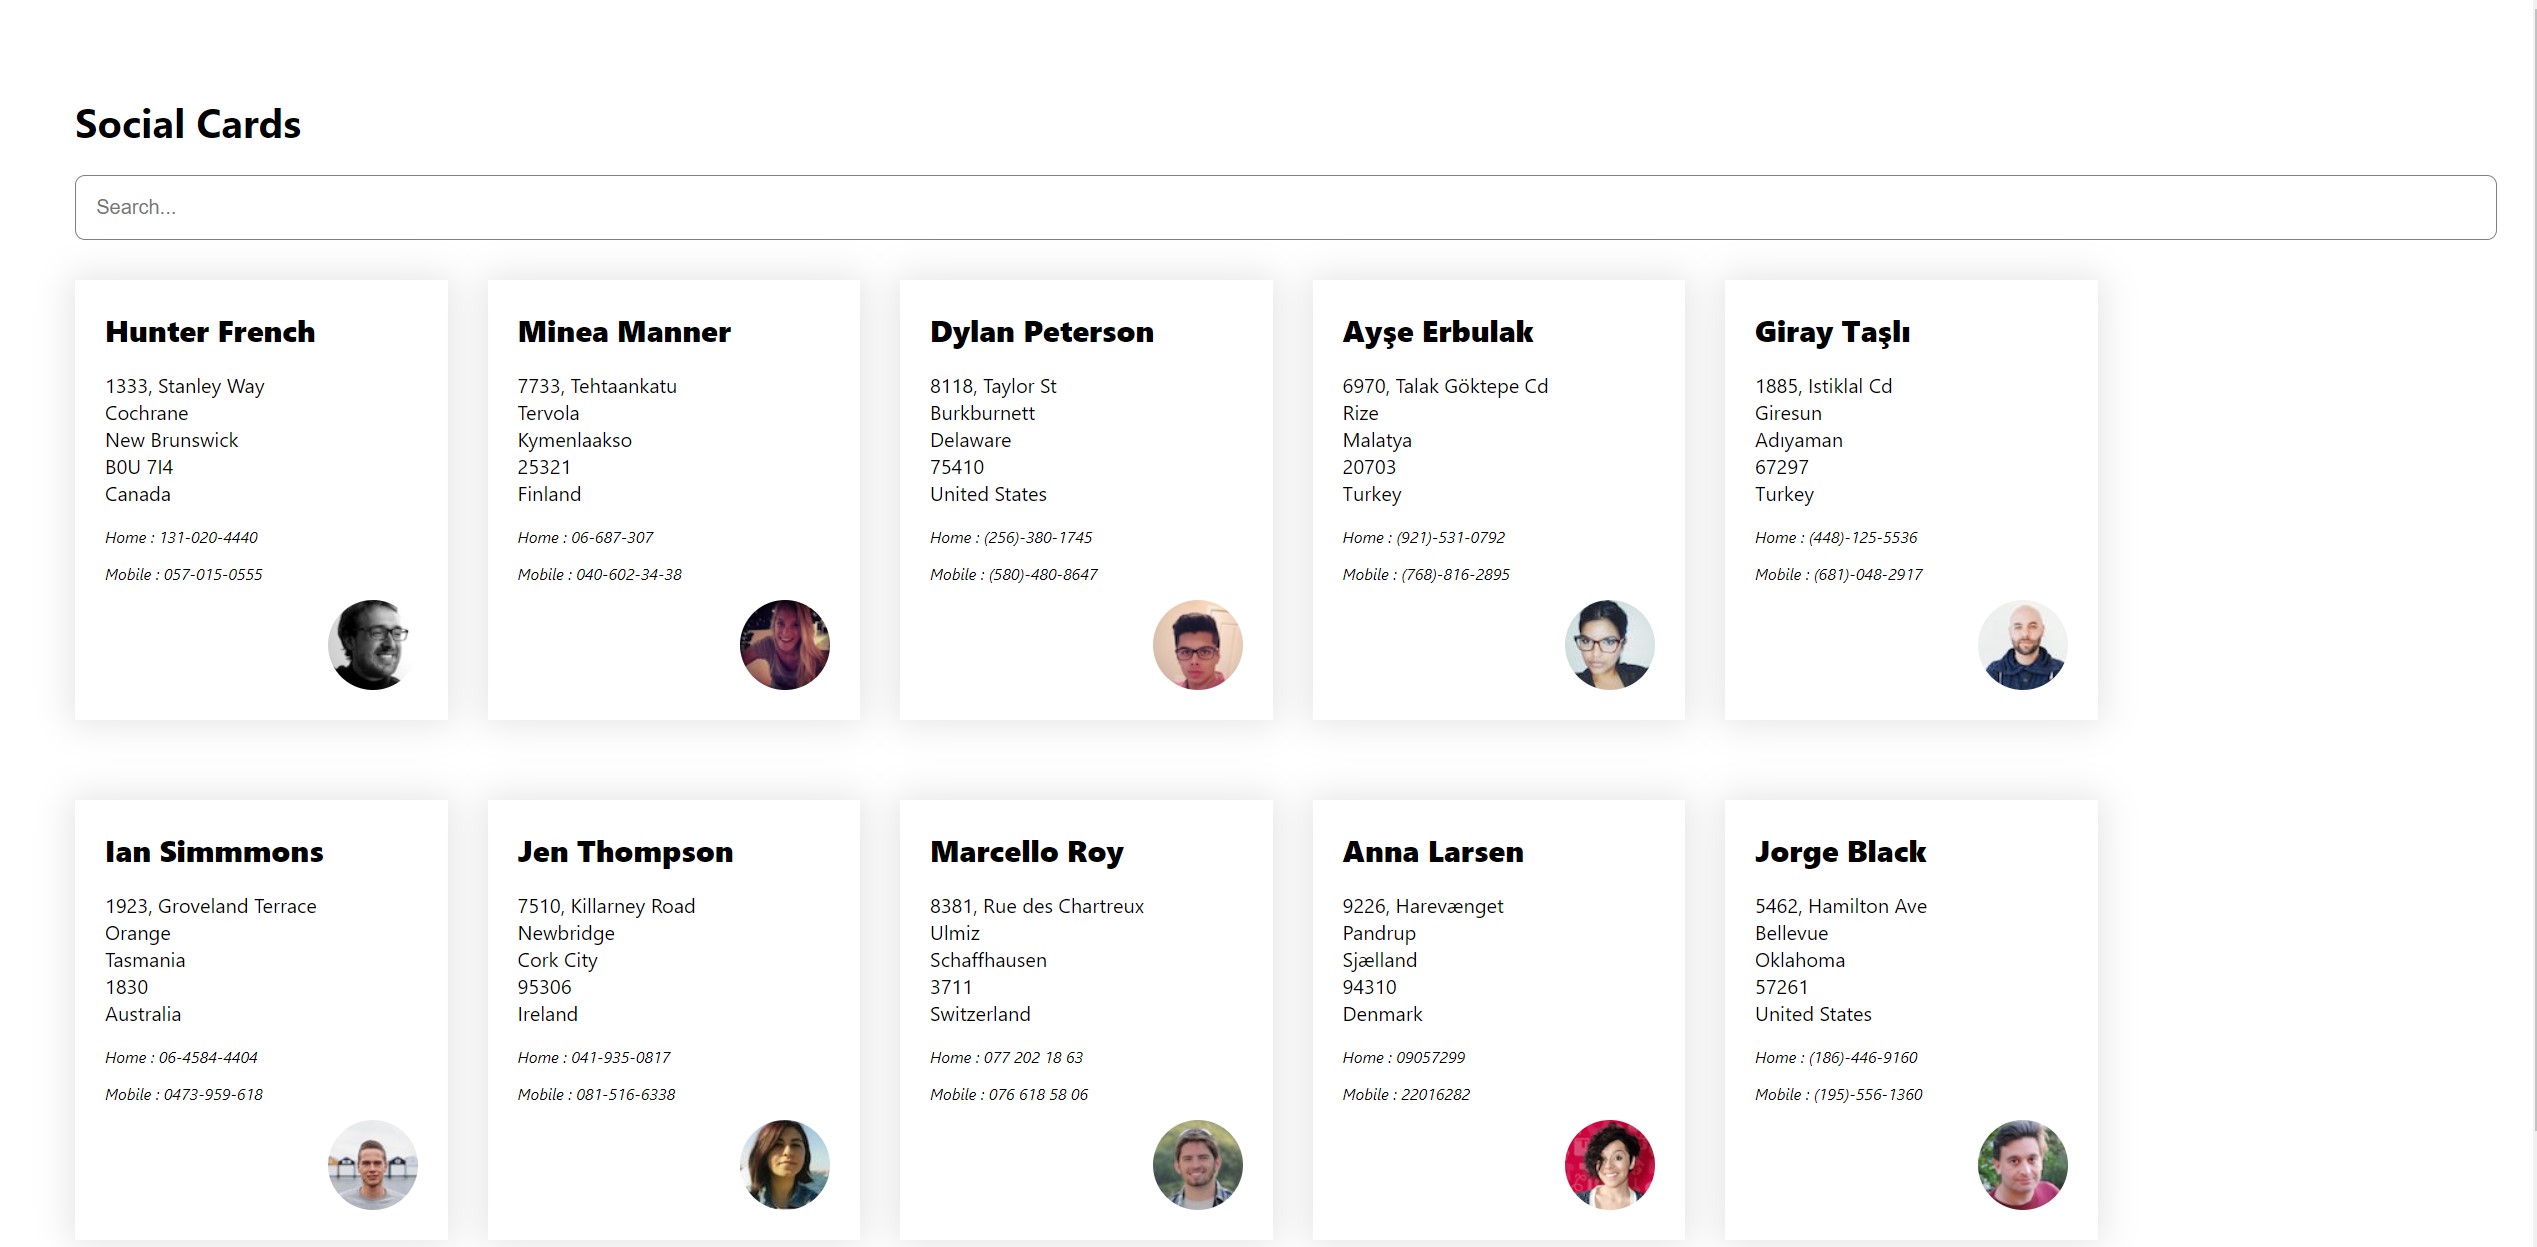 Social Cards
Search...
Hunter French
1333, Stanley Way
Cochrane
New Brunswick
B0U 7I4
Canada
Home : 131-020-4440
Mobile : 057-015-0555
Minea Manner
7733, Tehtaankatu
Tervola
Kymenlaakso
25321
Finland
Home : 06-687-307
Mobile : 040-602-34-38
Dylan Peterson
8118, Taylor St
Burkburnett
Delaware
75410
United States
Home : (256)-380-1745
Mobile : (580)-480-8647
Ayşe Erbulak
6970, Talak Göktepe Cd
Rize
Malatya
20703
Turkey
Home : (921)-531-0792
Mobile : (768)-816-2895
Giray Taşlı
1885, Istiklal Cd
Giresun
Adıyaman
67297
Turkey
Home : (448)-125-5536
Mobile : (681)-048-2917
Ian Simmmons
1923, Groveland Terrace
Orange
Tasmania
1830
Australia
Home : 06-4584-4404
Mobile : 0473-959-618
Jen Thompson
7510, Killarney Road
Newbridge
Cork City
95306
Ireland
Home : 041-935-0817
Mobile : 081-516-6338
Marcello Roy
8381, Rue des Chartreux
Ulmiz
Schaffhausen
3711
Switzerland
Home : 077 202 18 63
Mobile : 076 618 58 06
Anna Larsen
9226, Harevænget
Pandrup
Sjælland
94310
Denmark
Home : 09057299
Mobile : 22016282
Jorge Black
5462, Hamilton Ave
Bellevue
Oklahoma
57261
United States
Home : (186)-446-9160
Mobile : (195)-556-1360